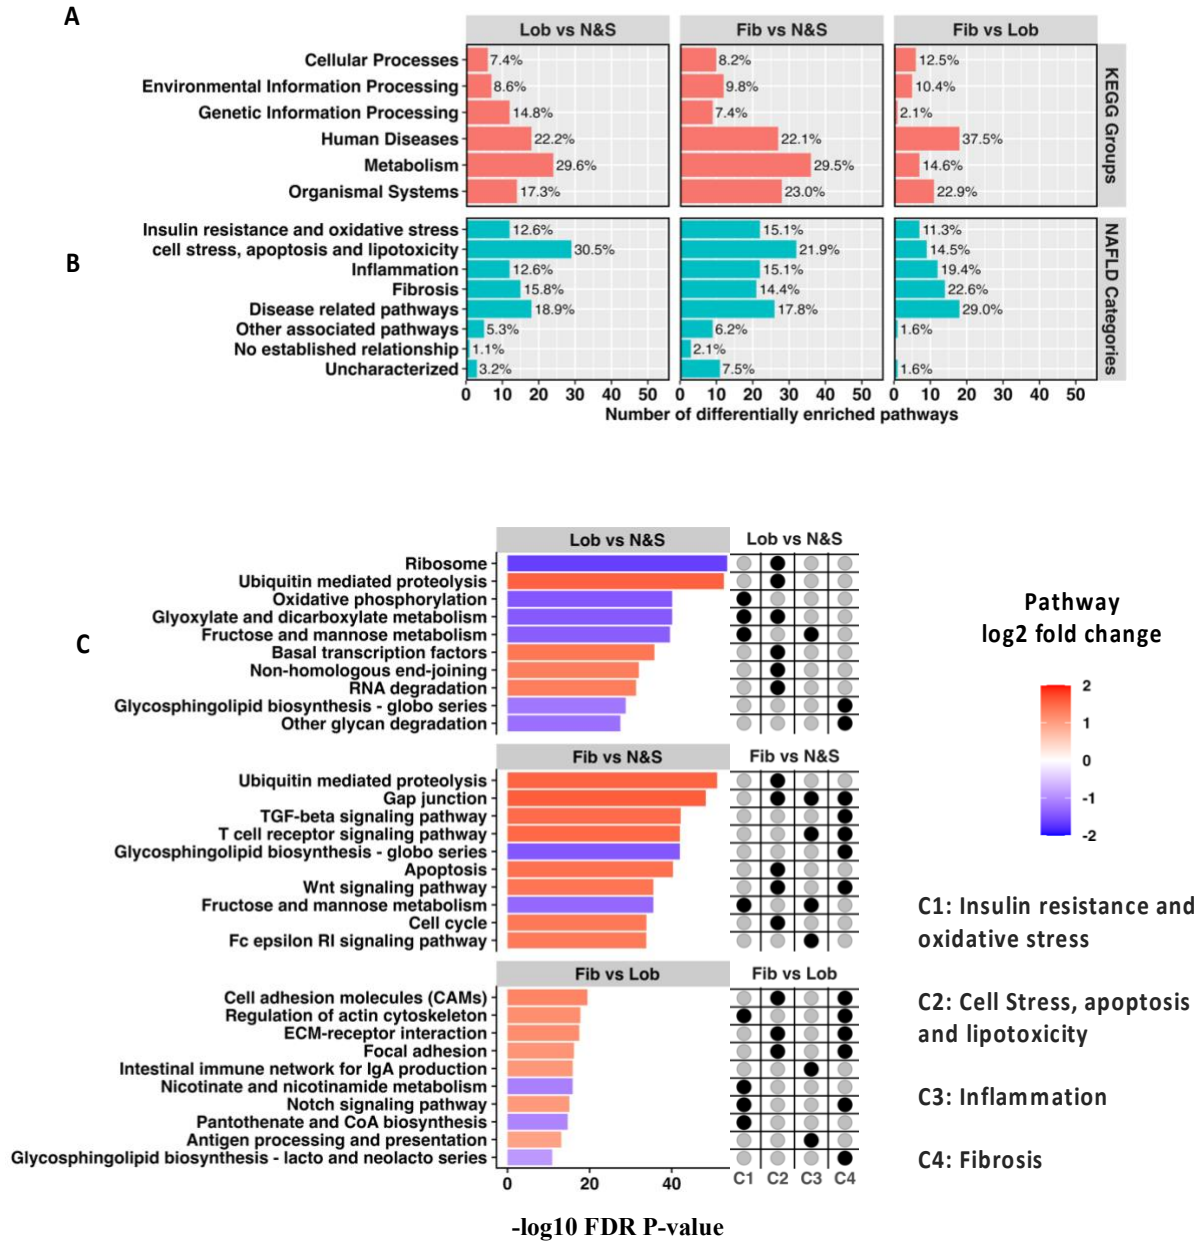 A
Lob vs N&S
Fib vs N&S
Fib vs Lob
Cellular Processes 7.4% 8.2% 12.5%
Environmental Information Processing 8.6% 9.8% 10.4%
Genetic Information Processing 14.8% 7.4% 2.1%
Human Diseases 22.2% 22.1% 37.5%
Metabolism 29.6% 29.5% 14.6%
Organismal Systems 17.3% 23.0% 22.9%
KEGG Groups
B
Insulin resistance and oxidative stress 12.6% 15.1% 11.3%
cell stress, apoptosis and lipotoxicity 30.5% 21.9% 14.5%
Inflammation 12.6% 15.1% 19.4%
Fibrosis 15.8% 14.4% 22.6%
Disease related pathways 18.9% 17.8% 29.0%
Other associated pathways 5.3% 6.2% 1.6%
No established relationship 1.1% 2.1%
Uncharacterized 3.2% 7.5% 1.6%
NAFLD Categories
0 10 20 30 40 50 0 10 20 30 40 50 0 10 20 30 40 50
Number of differentially enriched pathways
C
Lob vs N&S Lob vs N&S
Ribosome
Ubiquitin mediated proteolysis
Oxidative phosphorylation
Glyoxylate and dicarboxylate metabolism
Fructose and mannose metabolism
Basal transcription factors
Non-homologous end-joining
RNA degradation
Glycosphingolipid biosynthesis - globo series
Other glycan degradation
Fib vs N&S Fib vs N&S
Ubiquitin mediated proteolysis
Gap junction
TGF-beta signaling pathway
T cell receptor signaling pathway
Glycosphingolipid biosynthesis - globo series
Apoptosis
Wnt signaling pathway
Fructose and mannose metabolism
Cell cycle
Fc epsilon RI signaling pathway
Fib vs Lob Fib vs Lob
Cell adhesion molecules (CAMs)
Regulation of actin cytoskeleton
ECM-receptor interaction
Focal adhesion
Intestinal immune network for IgA production
Nicotinate and nicotinamide metabolism
Notch signaling pathway
Pantothenate and CoA biosynthesis
Antigen processing and presentation
Glycosphingolipid biosynthesis - lacto and neolacto series
0 20 40 C1 C2 C3 C4
-log10 FDR P-value
Pathway
log2 fold change
2
1
0
-1
-2
C1: Insulin resistance and
oxidative stress
C2: Cell Stress, apoptosis
and lipotoxicity
C3: Inflammation
C4: Fibrosis